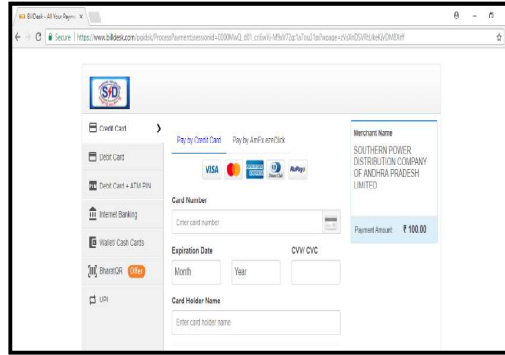 BillDesk - All Your Payme
Secure https://www.billdesk.com/pgidsk/
SPD
Credit Card
Debit Card
Debit Card + ATM PIN
Internet Banking
Wallet/ Cash Cards
BharatQR Offer
UPI
Pay by Credit Card Pay by AmEx ezeClick
VISA RuPay
Card Number
Enter card number
Expiration Date CVV/ CVC
Month Year
Card Holder Name
Enter card holder name
Merchant Name
SOUTHERN POWER
DISTRIBUTION COMPANY
OF ANDHRA PRADESH
LIMITED
Payment Amount: ₹ 100.00